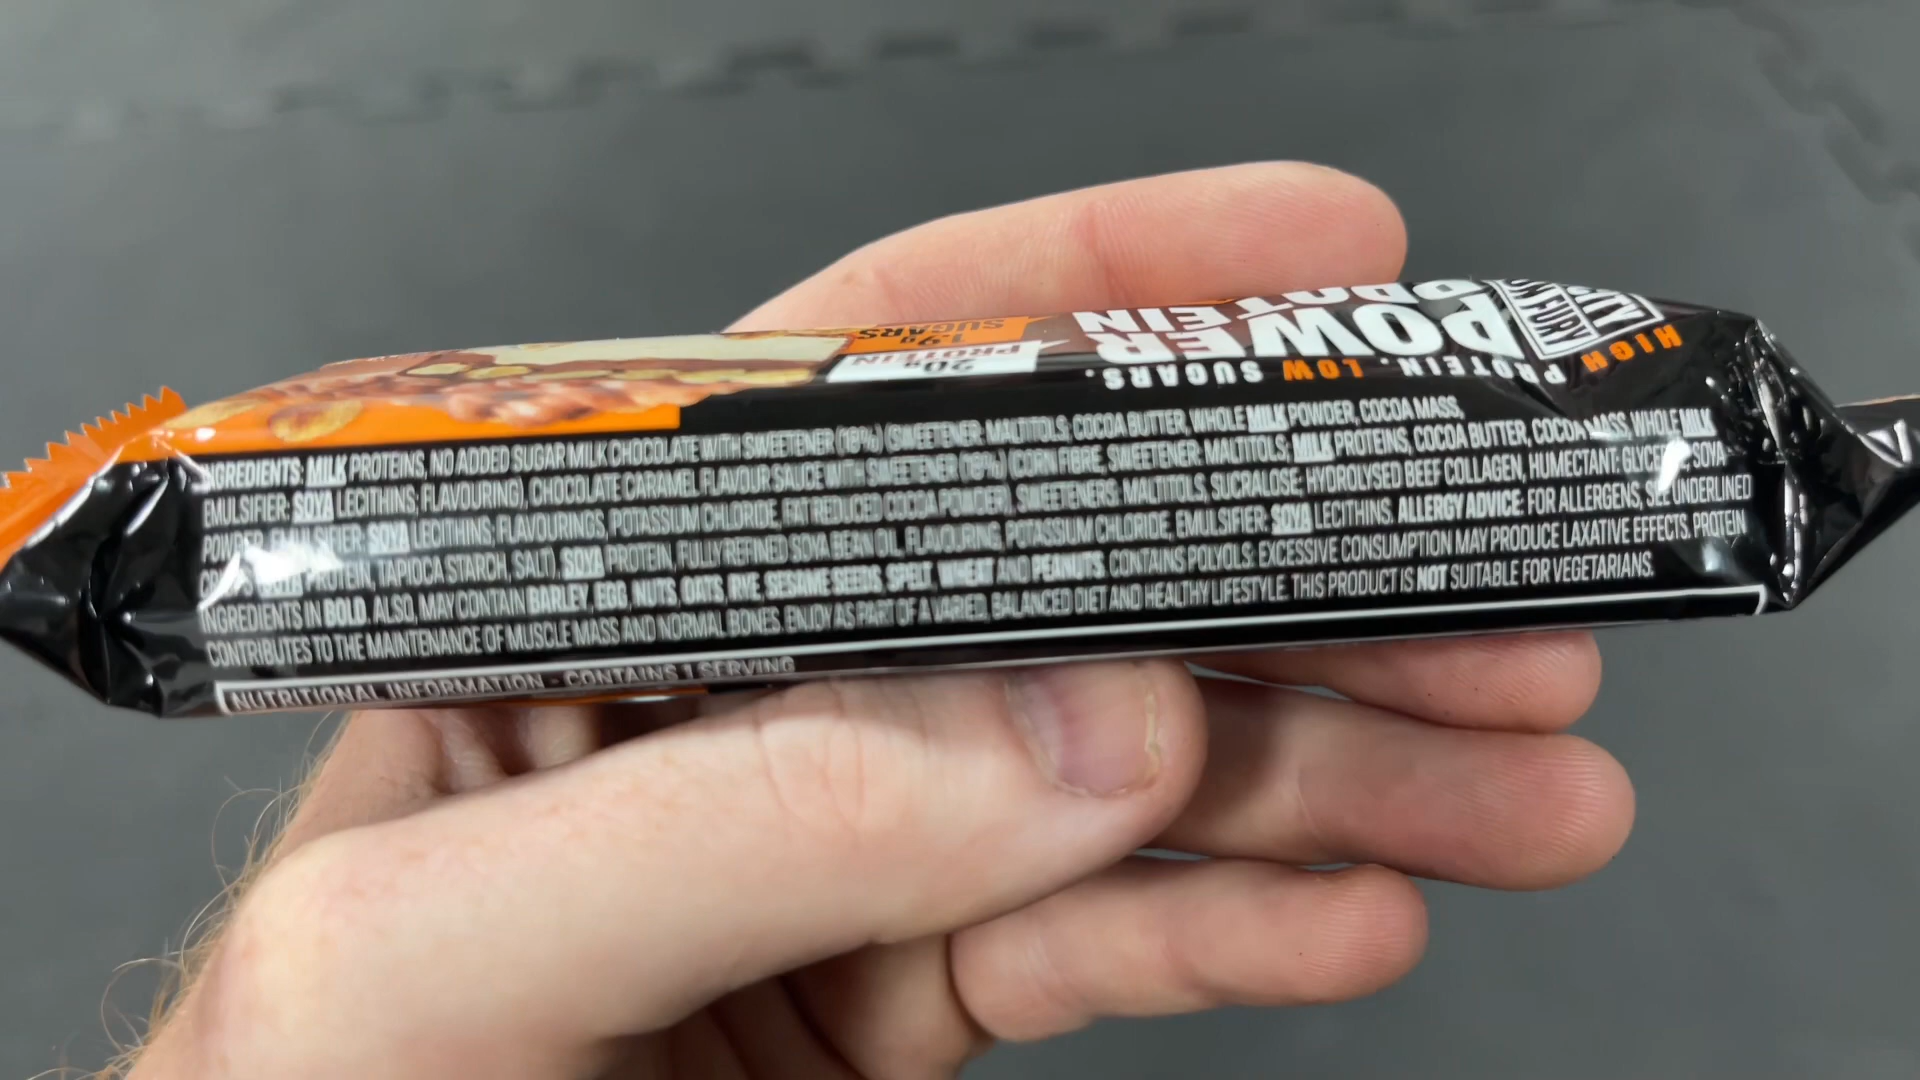 HIGH
PROTEIN. LOW SUGARS.
POWER
PROTEIN
20g
PROTEIN
1.9g
SUGARS
INGREDIENTS: MILK PROTEINS, NO ADDED SUGAR MILK CHOCOLATE WITH SWEETENER (18%) (SWEETENER: MALTITOLS; COCOA BUTTER, WHOLE MILK POWDER, COCOA MASS,
EMULSIFIER: SOYA LECITHINS; FLAVOURING), CHOCOLATE CARAMEL FLAVOUR SAUCE WITH SWEETENER (16%) (CORN FIBRE, SWEETENER: MALTITOLS; MILK PROTEINS, COCOA BUTTER, COCOA MASS, WHOLE MILK
POWDER, EMULSIFIER: SOYA LECITHINS; FLAVOURINGS, POTASSIUM CHLORIDE, FAT REDUCED COCOA POWDER), SWEETENERS: MALTITOLS, SUCRALOSE; HYDROLYSED BEEF COLLAGEN, HUMECTANT: GLYCEROL; SOYA
PROTEIN, TAPIOCA STARCH, SALT), SOYA PROTEIN, FULLY REFINED SOYA BEAN OIL, FLAVOURING, POTASSIUM CHLORIDE, EMULSIFIER: SOYA LECITHINS. ALLERGY ADVICE: FOR ALLERGENS, SEE UNDERLINED
INGREDIENTS IN BOLD. ALSO, MAY CONTAIN BARLEY, EGG, NUTS, OATS, RYE, SESAME SEEDS, SPELT, WHEAT AND PEANUTS. CONTAINS POLYOLS: EXCESSIVE CONSUMPTION MAY PRODUCE LAXATIVE EFFECTS. PROTEIN
CONTRIBUTES TO THE MAINTENANCE OF MUSCLE MASS AND NORMAL BONES. ENJOY AS PART OF A VARIED, BALANCED DIET AND HEALTHY LIFESTYLE. THIS PRODUCT IS NOT SUITABLE FOR VEGETARIANS.
NUTRITIONAL INFORMATION - CONTAINS 1 SERVING